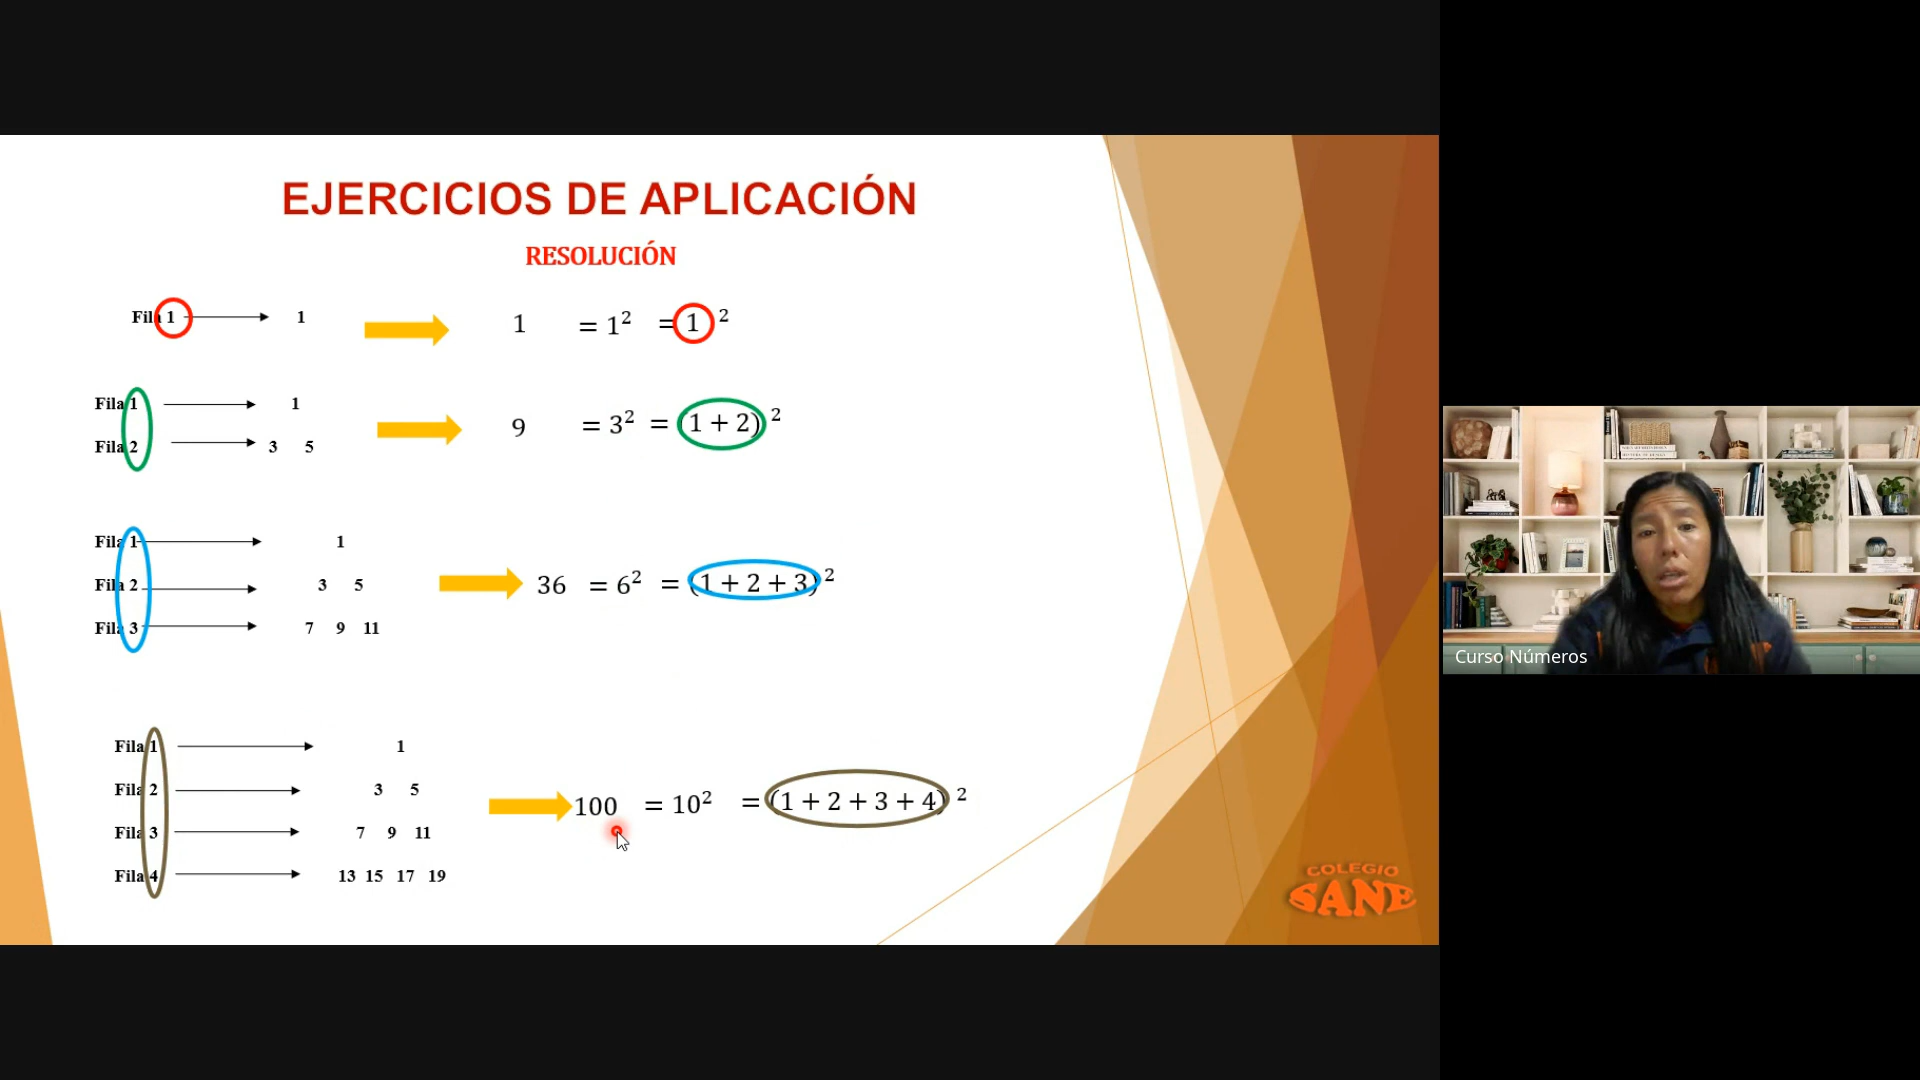 EJERCICIOS DE APLICACIÓN
RESOLUCIÓN
Fila 1 1 1 = 1² = 1 ²
Fila 1 1
Fila 2 3 5
9 = 3² = (1 + 2) ²
Fila 1 1
Fila 2 3 5
Fila 3 7 9 11
36 = 6² = (1 + 2 + 3) ²
Fila 1 1
Fila 2 3 5
Fila 3 7 9 11
Fila 4 13 15 17 19
100 = 10² = (1 + 2 + 3 + 4) ²
COLEGIO
SANE
Curso Números